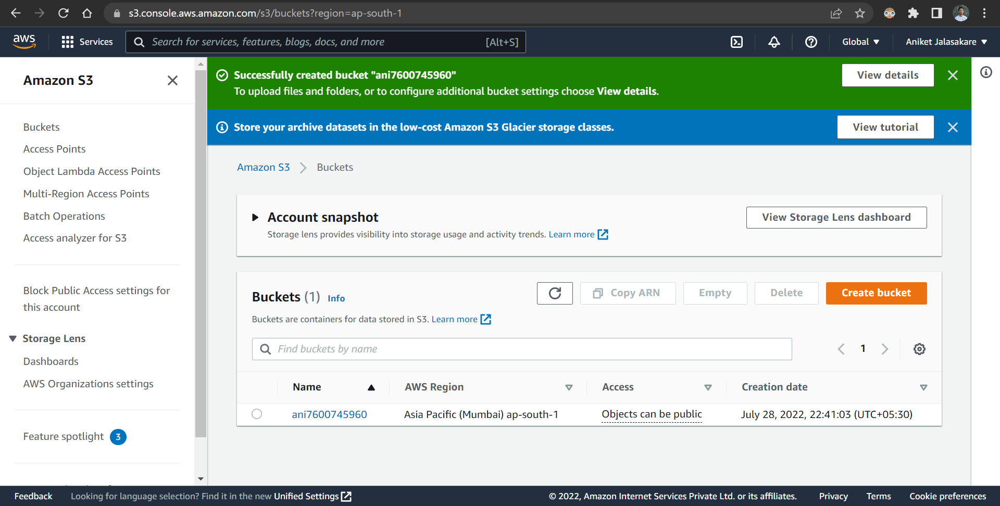 s3.console.aws.amazon.com/s3/buckets?region=ap-south-1
aws
Services
Search for services, features, blogs, docs, and more
[Alt+S]
Global
Aniket Jalasakare
Amazon S3
Buckets
Access Points
Object Lambda Access Points
Multi-Region Access Points
Batch Operations
Access analyzer for S3
Block Public Access settings for
this account
Storage Lens
Dashboards
AWS Organizations settings
Feature spotlight 3
Successfully created bucket "ani7600745960"
To upload files and folders, or to configure additional bucket settings choose View details.
View details
Store your archive datasets in the low-cost Amazon S3 Glacier storage classes.
View tutorial
Amazon S3
Buckets
Account snapshot
Storage lens provides visibility into storage usage and activity trends. Learn more
View Storage Lens dashboard
Buckets (1) Info
Copy ARN
Empty
Delete
Create bucket
Buckets are containers for data stored in S3. Learn more
Find buckets by name
1
Name
AWS Region
Access
Creation date
ani7600745960
Asia Pacific (Mumbai) ap-south-1
Objects can be public
July 28, 2022, 22:41:03 (UTC+05:30)
Feedback
Looking for language selection? Find it in the new Unified Settings
© 2022, Amazon Internet Services Private Ltd. or its affiliates.
Privacy
Terms
Cookie preferences